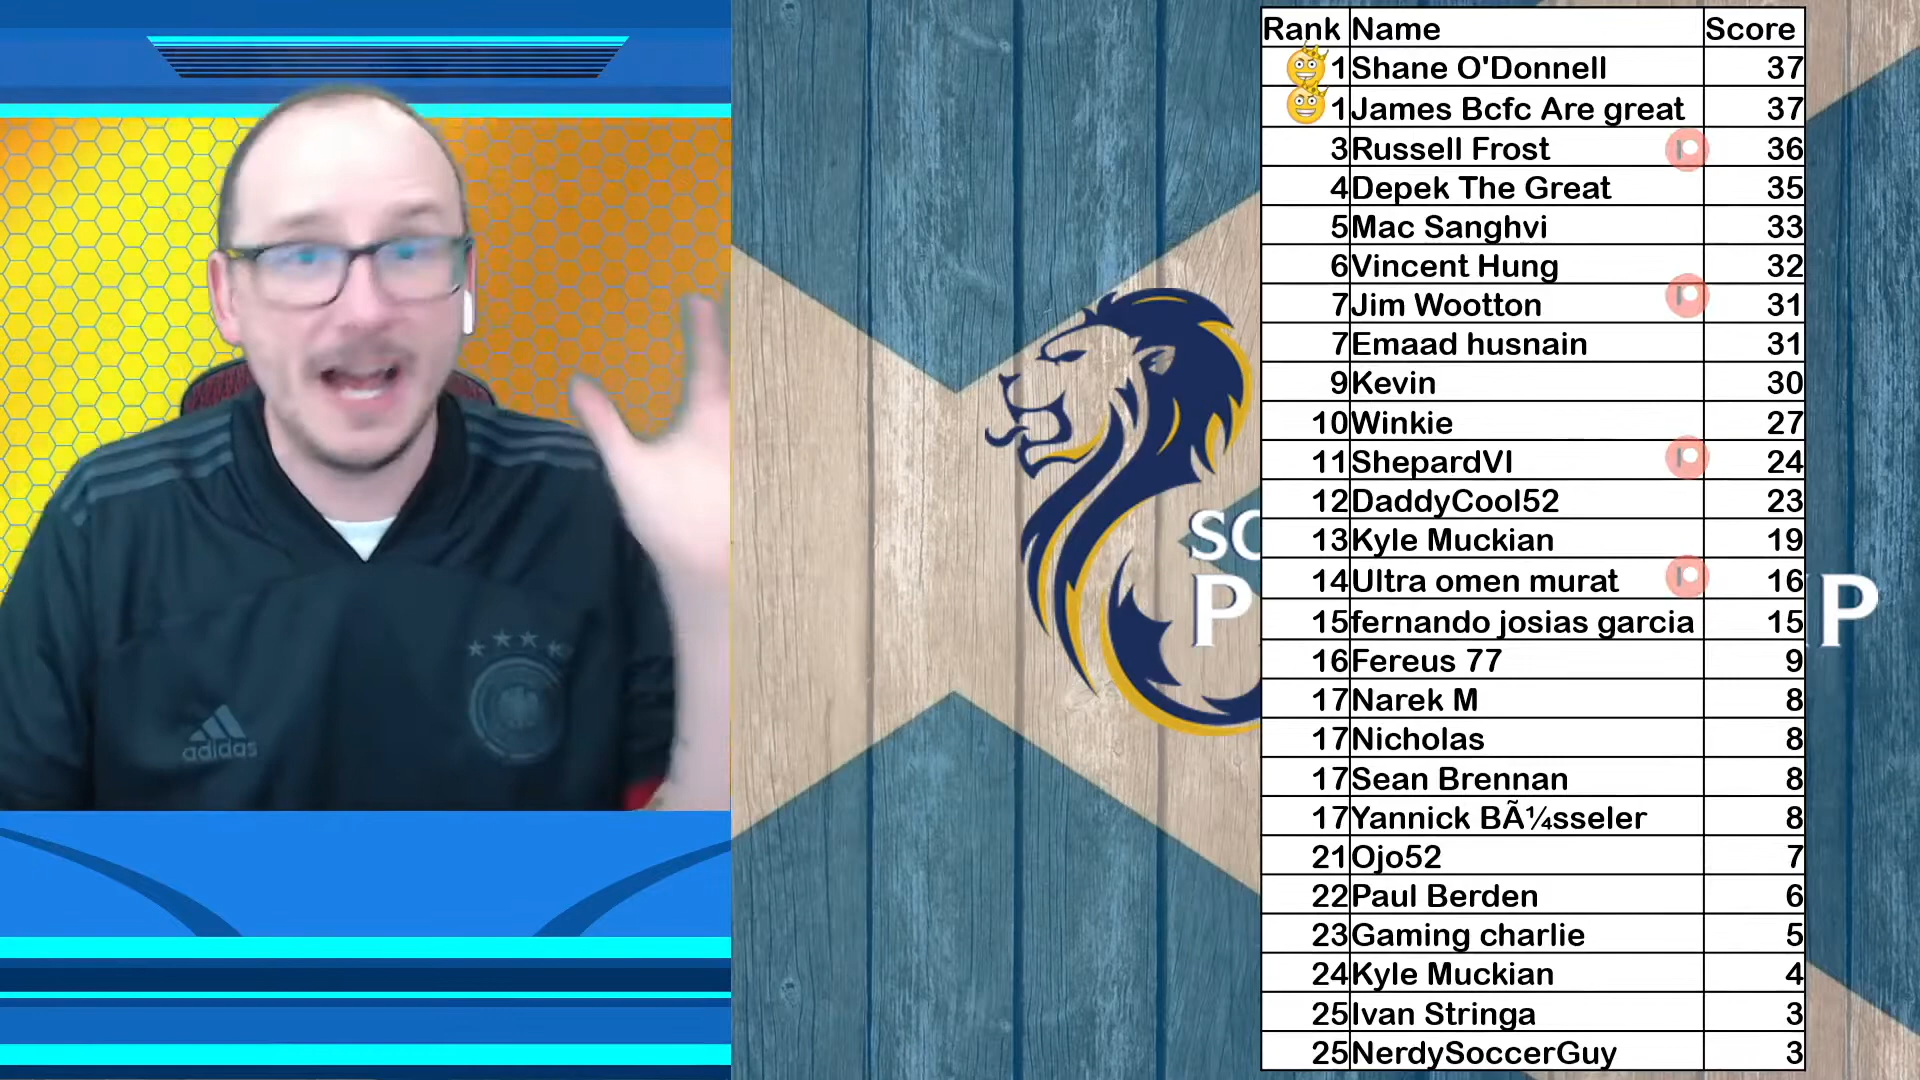 Rank Name Score
1 Shane O'Donnell 37
1 James Bcfc Are great 37
3 Russell Frost 36
4 Depek The Great 35
5 Mac Sanghvi 33
6 Vincent Hung 32
7 Jim Wootton 31
7 Emaad husnain 31
9 Kevin 30
10 Winkie 27
11 ShepardVI 24
12 DaddyCool52 23
13 Kyle Muckian 19
14 Ultra omen murat 16
15 fernando josias garcia 15
16 Fereus 77 9
17 Narek M 8
17 Nicholas 8
17 Sean Brennan 8
17 Yannick BÃ¼sseler 8
21 Ojo52 7
22 Paul Berden 6
23 Gaming charlie 5
24 Kyle Muckian 4
25 Ivan Stringa 3
25 NerdySoccerGuy 3
adidas